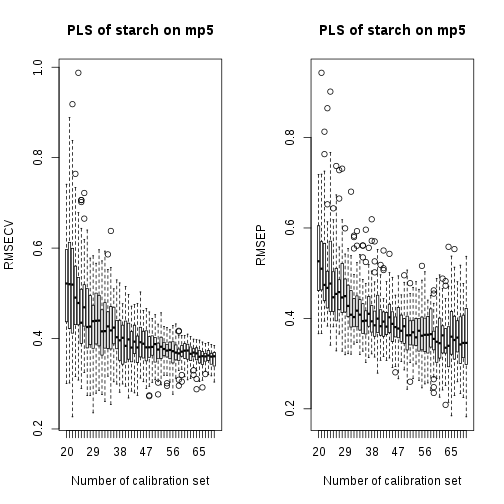 PLS of starch on mp5
RMSECV
1.0
0.8
0.6
0.4
0.2
20 29 38 47 56 65
Number of calibration set
PLS of starch on mp5
RMSEP
0.8
0.6
0.4
0.2
20 29 38 47 56 65
Number of calibration set